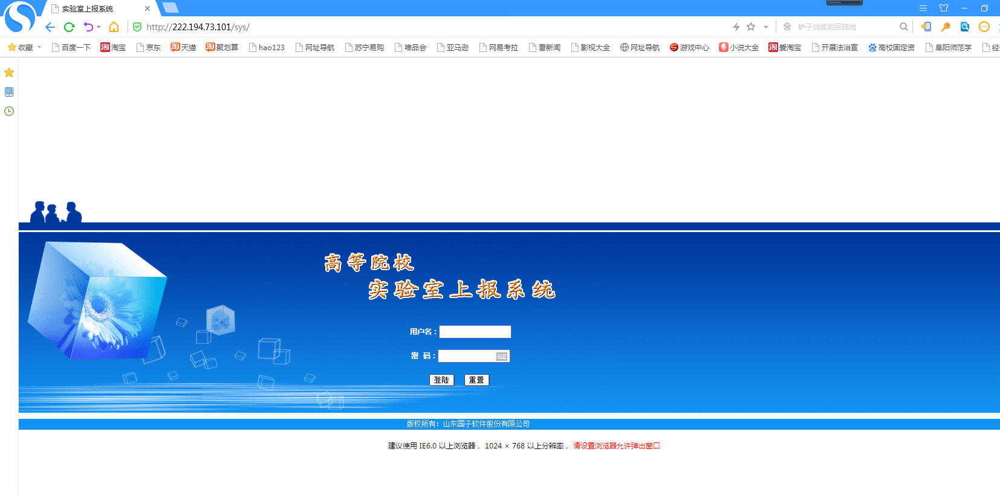 实验室上报系统
http://222.194.73.101/sys/
铲子当桨划回陆地
收藏 百度一下 淘宝 京东 天猫 聚划算 hao123 网址导航 苏宁易购 唯品会 亚马逊 网易考拉 看新闻 影视大全 网址导航 游戏中心 小说大全 爱淘宝 开展法治宣 高校固定资 阜阳师范学 经
高等院校
实验室上报系统
用户名：
密 码：
登陆 重置
版权所有：山东国子软件股份有限公司
建议使用 IE6.0 以上浏览器， 1024 × 768 以上分辨率， 请设置浏览器允许弹出窗口